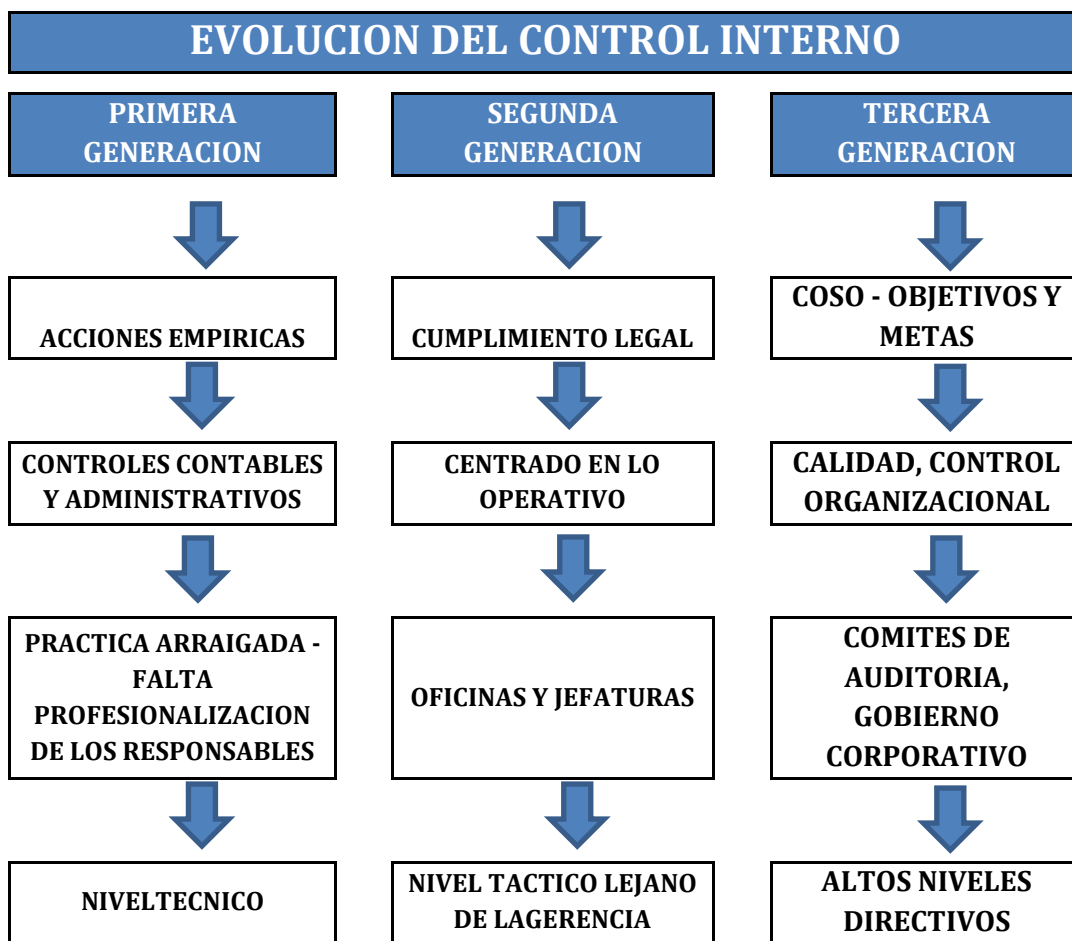 EVOLUCION DEL CONTROL INTERNO
PRIMERA
GENERACION
ACCIONES EMPIRICAS
CONTROLES CONTABLES
Y ADMINISTRATIVOS
PRACTICA ARRAIGADA -
FALTA
PROFESIONALIZACION
DE LOS RESPONSABLES
NIVELTECNICO
SEGUNDA
GENERACION
CUMPLIMIENTO LEGAL
CENTRADO EN LO
OPERATIVO
OFICINAS Y JEFATURAS
NIVEL TACTICO LEJANO
DE LAGERENCIA
TERCERA
GENERACION
COSO - OBJETIVOS Y
METAS
CALIDAD, CONTROL
ORGANIZACIONAL
COMITES DE
AUDITORIA,
GOBIERNO
CORPORATIVO
ALTOS NIVELES
DIRECTIVOS